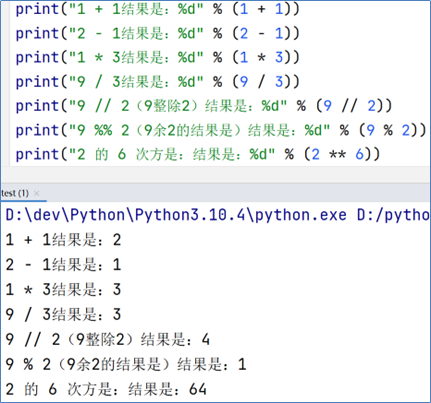 print("1 + 1结果是：%d" % (1 + 1))
print("2 - 1结果是：%d" % (2 - 1))
print("1 * 3结果是：%d" % (1 * 3))
print("9 / 3结果是：%d" % (9 / 3))
print("9 // 2（9整除2）结果是：%d" % (9 // 2))
print("9 %% 2（9余2的结果是）结果是：%d" % (9 % 2))
print("2 的 6 次方是：结果是：%d" % (2 ** 6))
test (1) ×
D:\dev\Python\Python3.10.4\python.exe D:/pytho
1 + 1结果是：2
2 - 1结果是：1
1 * 3结果是：3
9 / 3结果是：3
9 // 2（9整除2）结果是：4
9 % 2（9余2的结果是）结果是：1
2 的 6 次方是：结果是：64